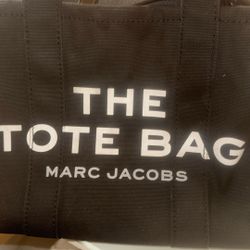 THE
TOTE BAG
MARC JACOBS